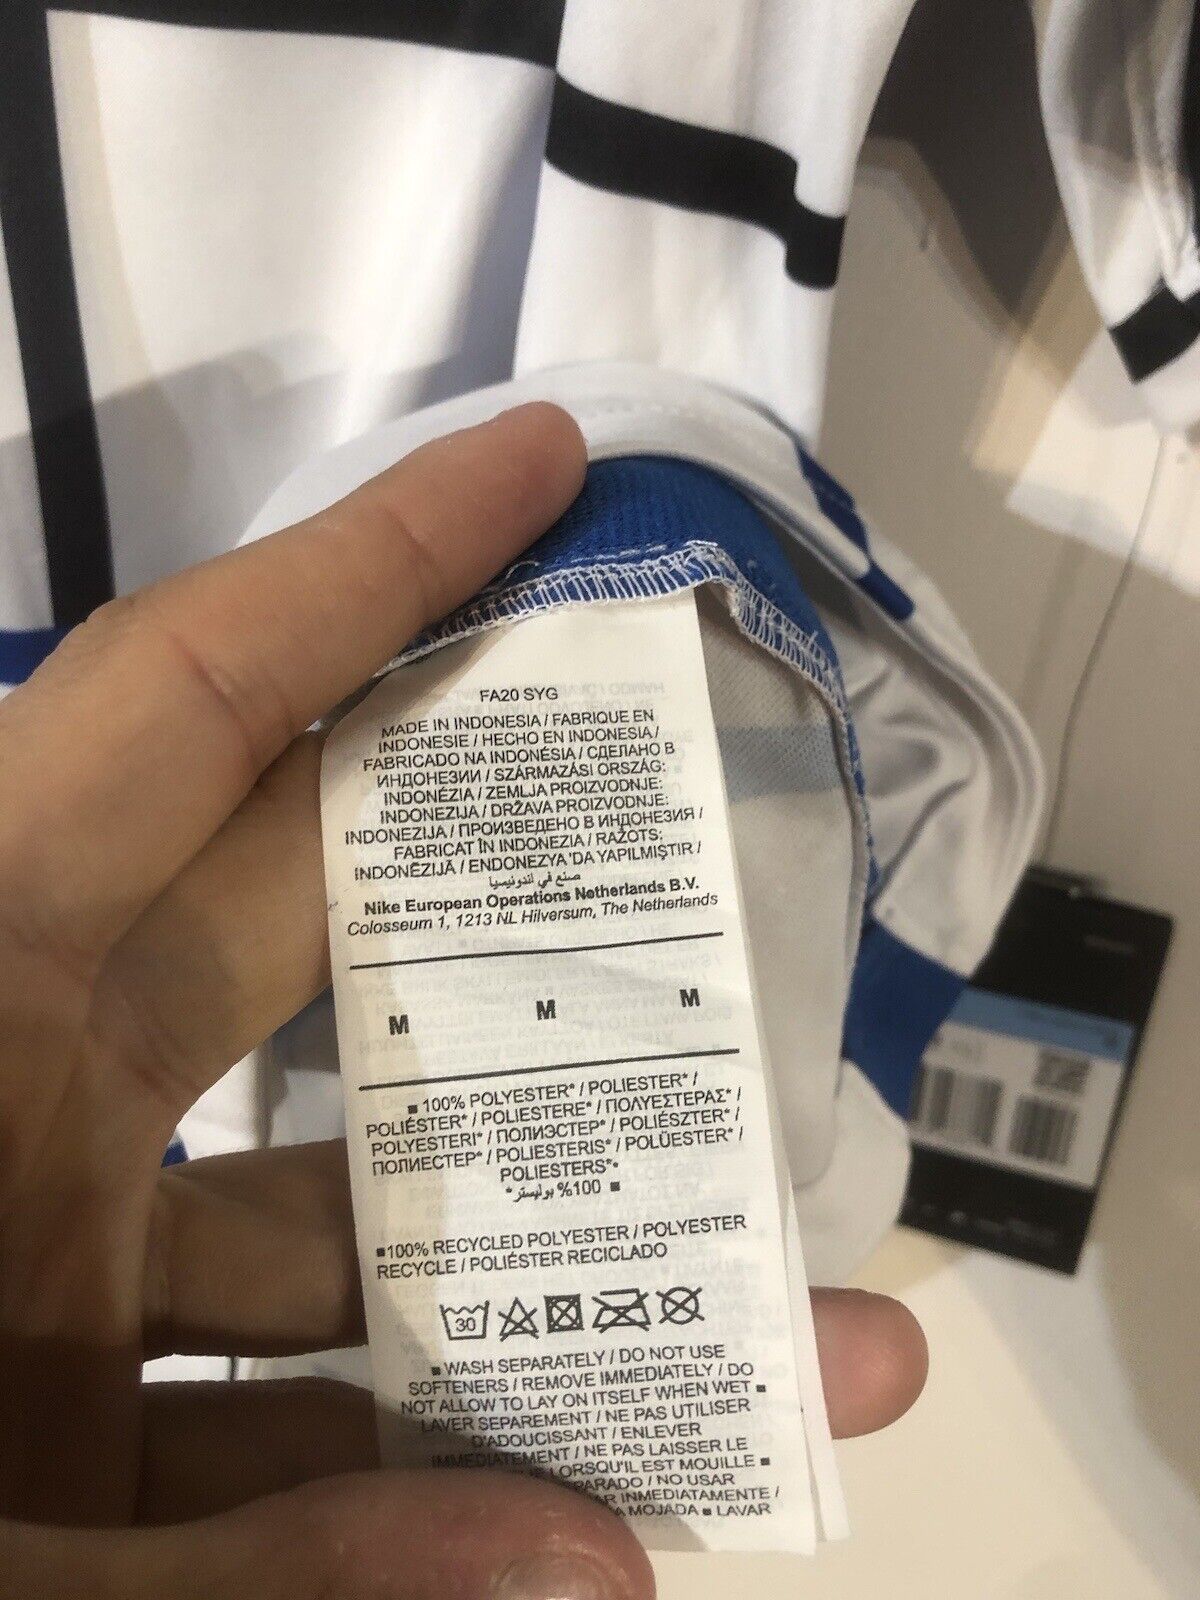 FA20 SYG
MADE IN INDONESIA / FABRIQUE EN
INDONESIE / HECHO EN INDONESIA /
FABRICADO NA INDONÉSIA / СДЕЛАНО В
ИНДОНЕЗИИ / SZÁRMAZÁSI ORSZÁG:
INDONÉZIA / ZEMLJA PROIZVODNJE:
INDONEZIJA / DRŽAVA PROIZVODNJE:
INDONEZIJA / ПРОИЗВЕДЕНО В ИНДОНЕЗИЯ /
FABRICAT ÎN INDONEZIA / RAŽOTS:
INDONĒZIJĀ / ENDONEZYA'DA YAPILMIŞTIR /
صنع في اندونيسيا
Nike European Operations Netherlands B.V.
Colosseum 1, 1213 NL Hilversum, The Netherlands
M M M
■ 100% POLYESTER* / POLIESTER* /
POLIÉSTER* / POLIESTERE* / ΠΟΛΥΕΣΤΕΡΑΣ* /
POLYESTERI* / ПОЛИЭСТЕР* / POLIÉSZTER* /
ПОЛИЕСТЕР* / POLIESTERIS* / POLÜESTER* /
POLIESTERS*•
■ 100% بوليستر*
■100% RECYCLED POLYESTER / POLYESTER
RECYCLE / POLIÉSTER RECICLADO
30
■ WASH SEPARATELY / DO NOT USE
SOFTENERS / REMOVE IMMEDIATELY / DO
NOT ALLOW TO LAY ON ITSELF WHEN WET ■
LAVER SEPAREMENT / NE PAS UTILISER
D'ADOUCISSANT / ENLEVER
IMMEDIATEMENT / NE PAS LAISSER LE
LORSQU'IL EST MOUILLE ■
/ NO USAR
INMEDIATAMENTE /
MOJADA ■ LAVAR